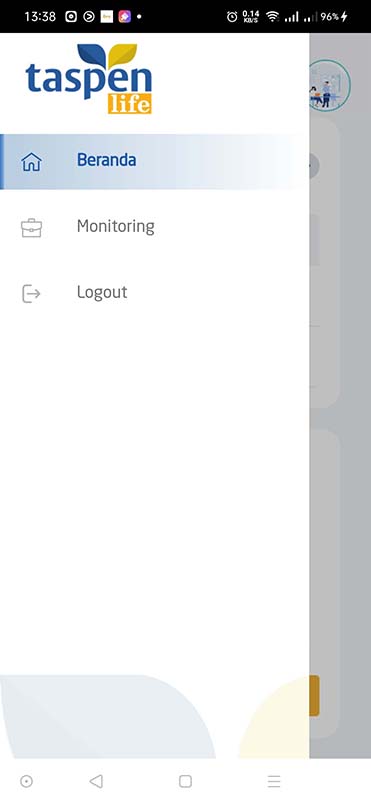 13:38
0.14
KB/S
96%
taspen
life
Beranda
Monitoring
Logout